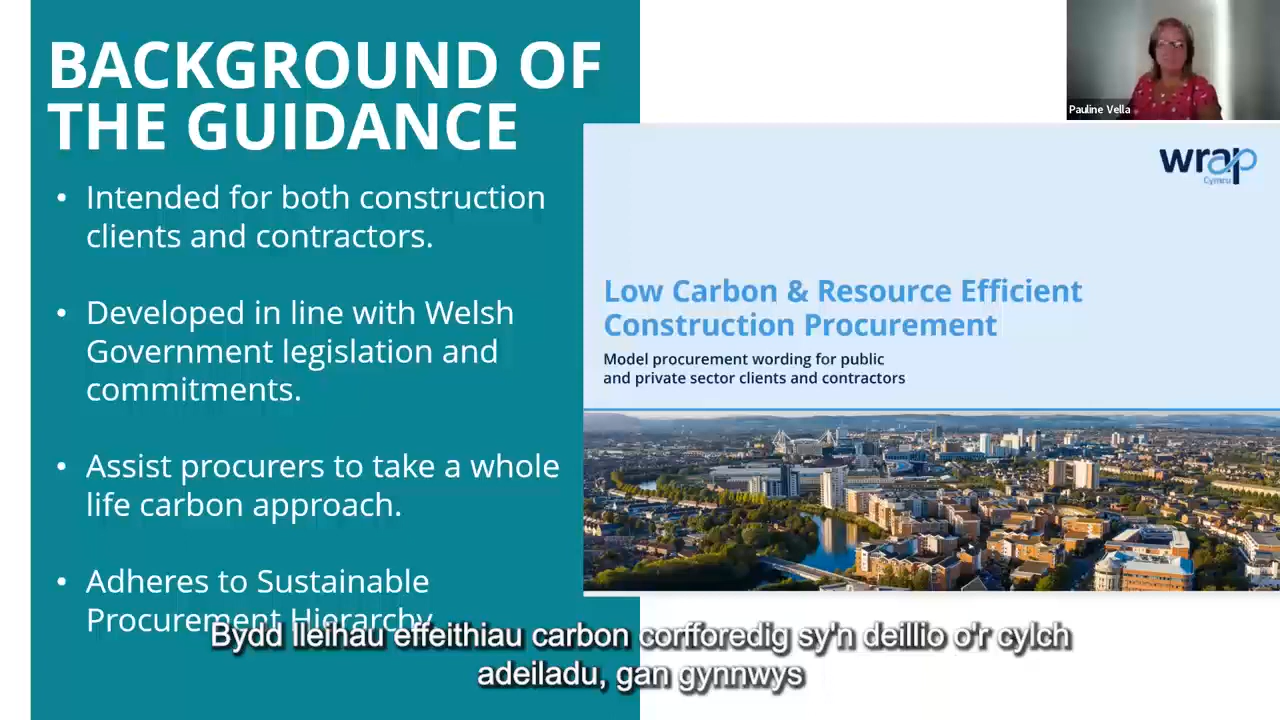 BACKGROUND OF
THE GUIDANCE
• Intended for both construction
clients and contractors.
• Developed in line with Welsh
Government legislation and
commitments.
• Assist procurers to take a whole
life carbon approach.
• Adheres to Sustainable
Procurement Hierarchy
Pauline Vella
wrap
Cymru
Low Carbon & Resource Efficient
Construction Procurement
Model procurement wording for public
and private sector clients and contractors
Bydd lleihau effeithiau carbon corfforedig sy'n deillio o'r cylch
adeiladu, gan gynnwys